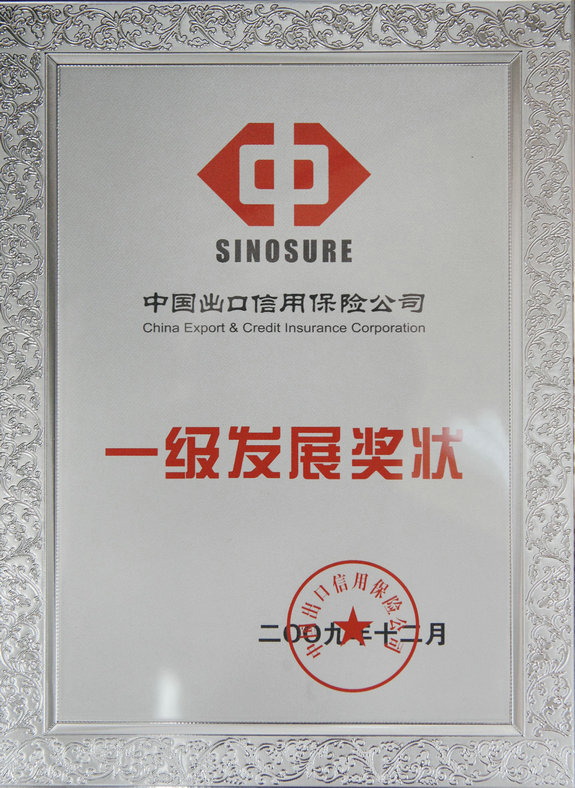 SINOSURE
中国出口信用保险公司
China Export & Credit Insurance Corporation
一级发展奖状
中国出口信用保险公司
二〇〇九年十二月